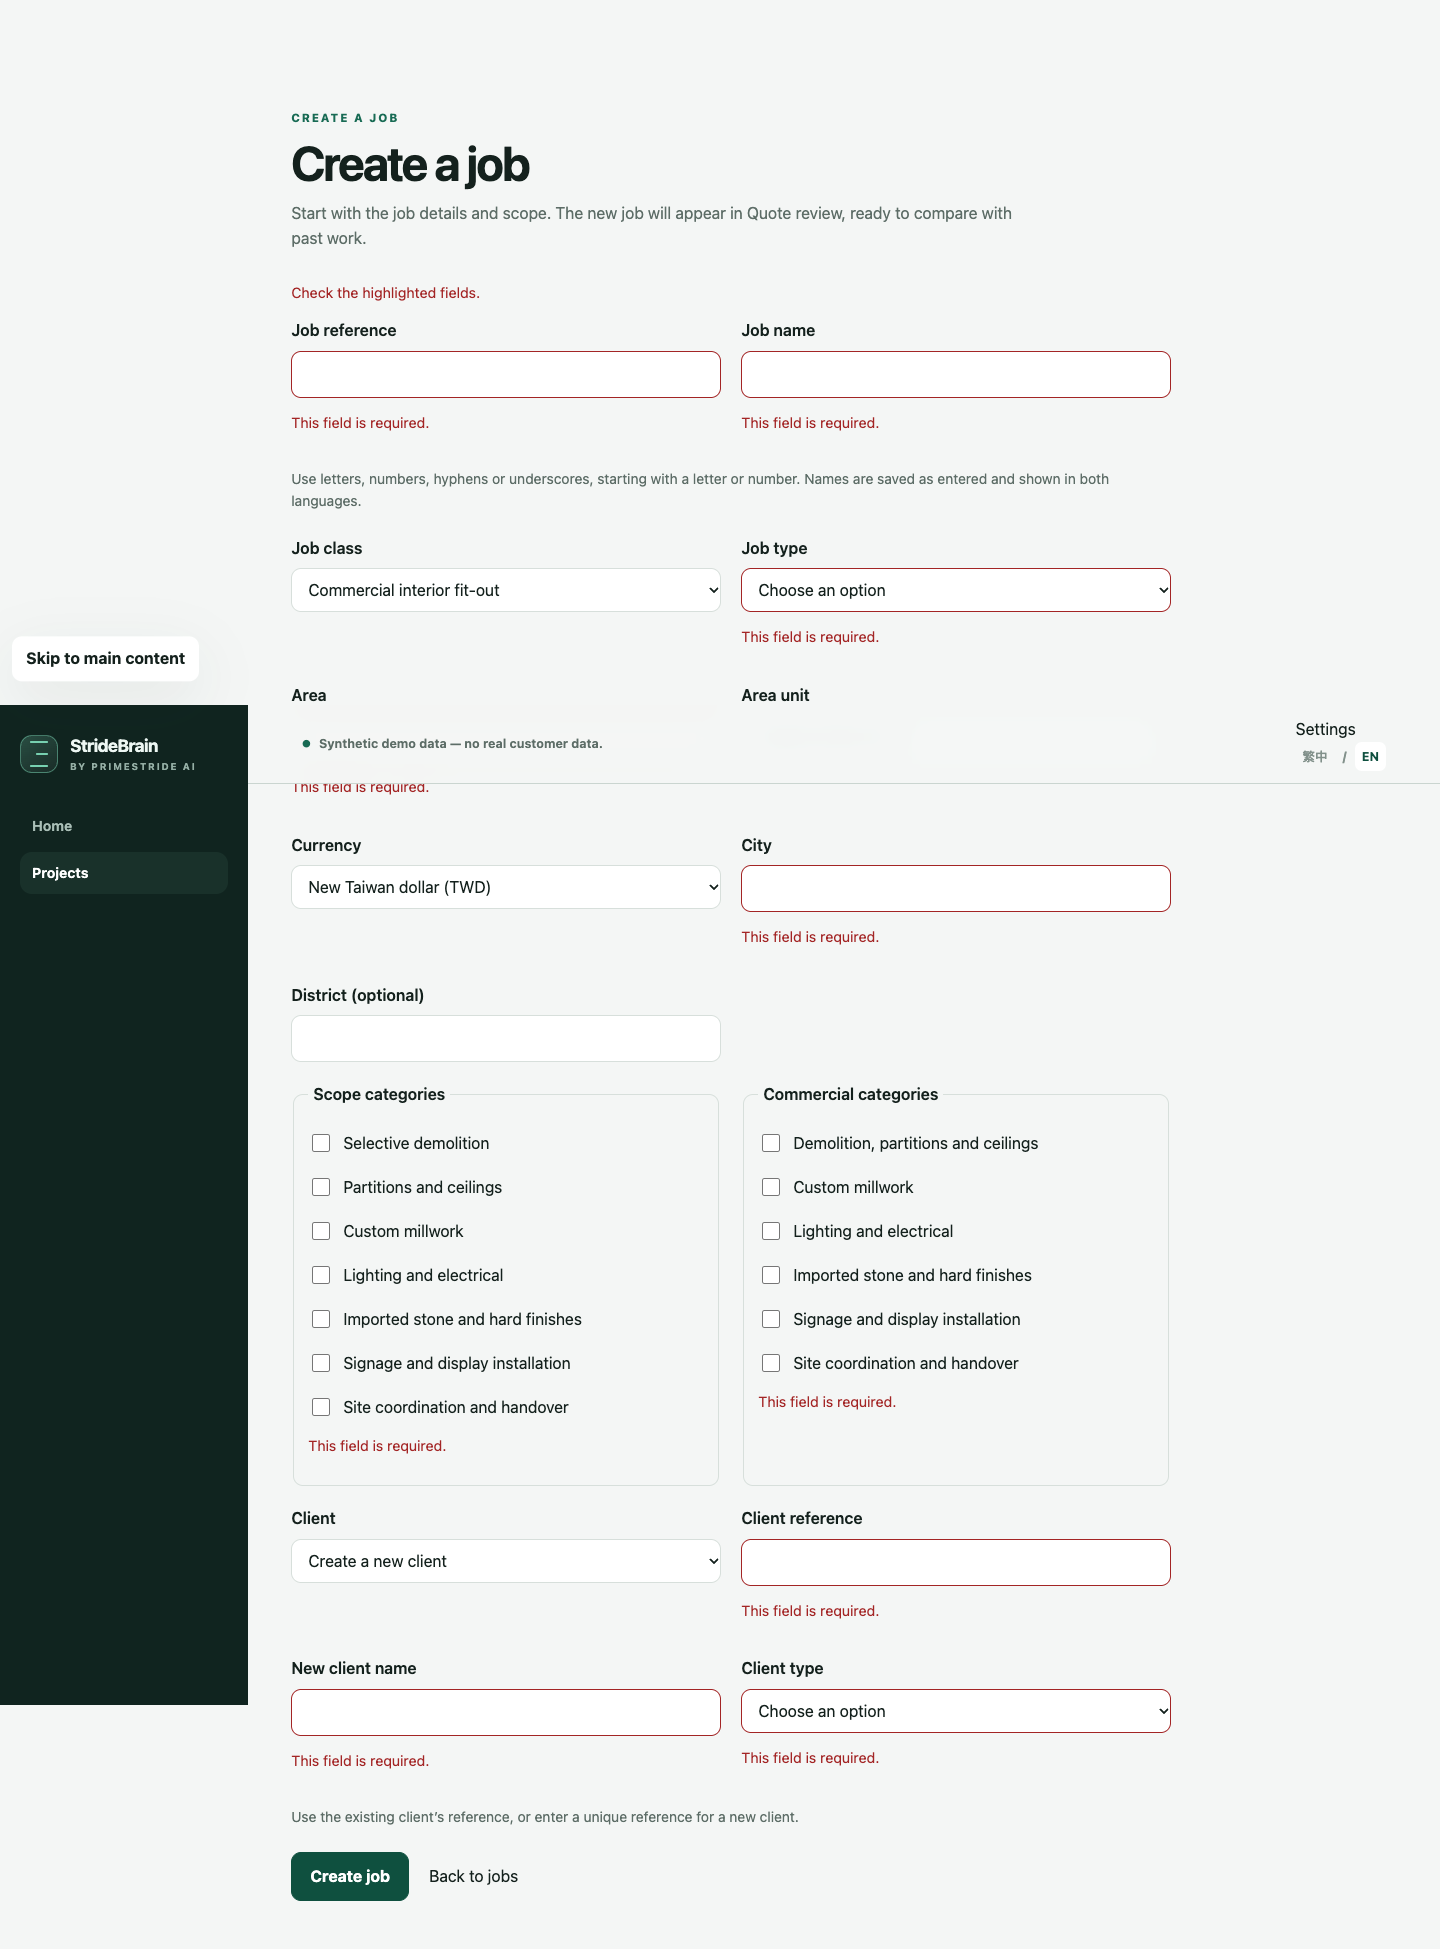 CREATE A JOB
Create a job
Start with the job details and scope. The new job will appear in Quote review, ready to compare with
past work.
Check the highlighted fields.
Job reference
Job name
This field is required.
This field is required.
Use letters, numbers, hyphens or underscores, starting with a letter or number. Names are saved as entered and shown in both
languages.
Job class
Job type
Commercial interior fit-out
Choose an option
This field is required.
Skip to main content
Area
Area unit
StrideBrain
BY PRIMESTRIDE AI
Synthetic demo data — no real customer data.
Settings
繁中 / EN
This field is required.
Home
Projects
Currency
City
New Taiwan dollar (TWD)
This field is required.
District (optional)
Scope categories
Selective demolition
Partitions and ceilings
Custom millwork
Lighting and electrical
Imported stone and hard finishes
Signage and display installation
Site coordination and handover
This field is required.
Commercial categories
Demolition, partitions and ceilings
Custom millwork
Lighting and electrical
Imported stone and hard finishes
Signage and display installation
Site coordination and handover
This field is required.
Client
Client reference
Create a new client
This field is required.
New client name
Client type
Choose an option
This field is required.
This field is required.
Use the existing client’s reference, or enter a unique reference for a new client.
Create job
Back to jobs